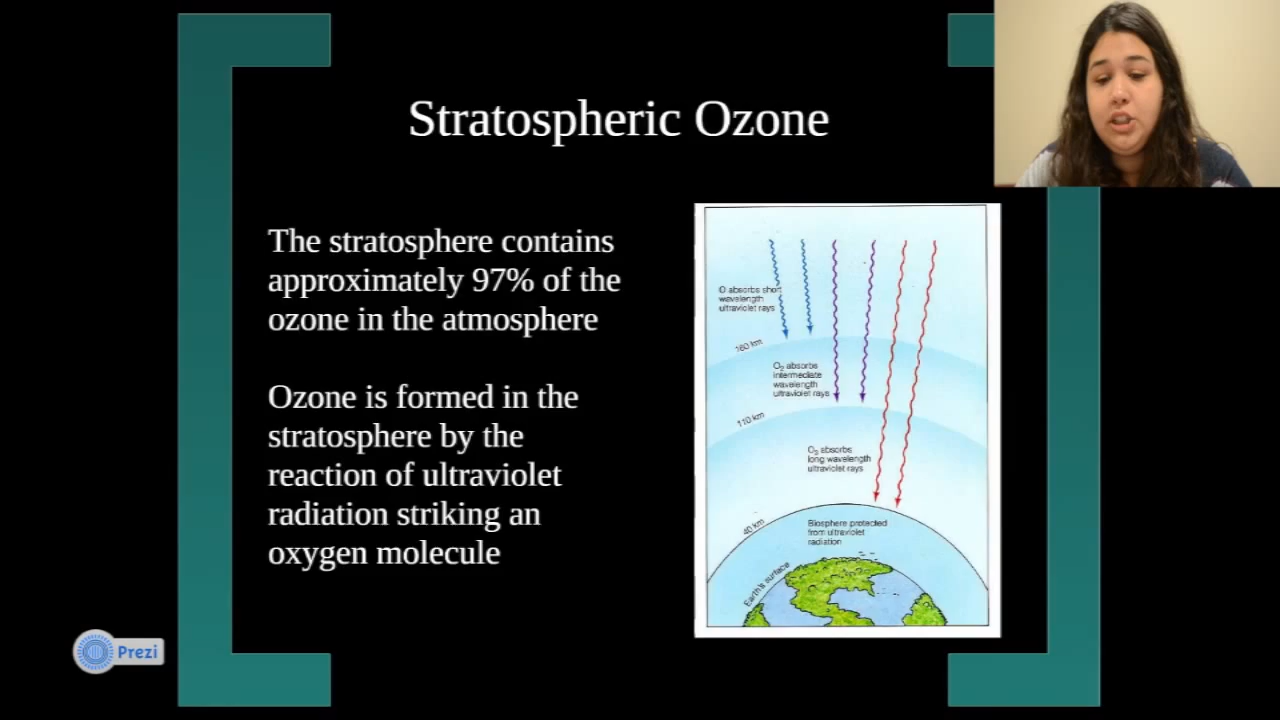 Stratospheric Ozone
The stratosphere contains
approximately 97% of the
ozone in the atmosphere
Ozone is formed in the
stratosphere by the
reaction of ultraviolet
radiation striking an
oxygen molecule
O absorbs short
wavelength
ultraviolet rays
160 km
O₂ absorbs
intermediate
wavelength
ultraviolet rays
110 km
O₃ absorbs
long wavelength
ultraviolet rays
40 km
Biosphere protected
from ultraviolet
radiation
Earth's surface
Prezi